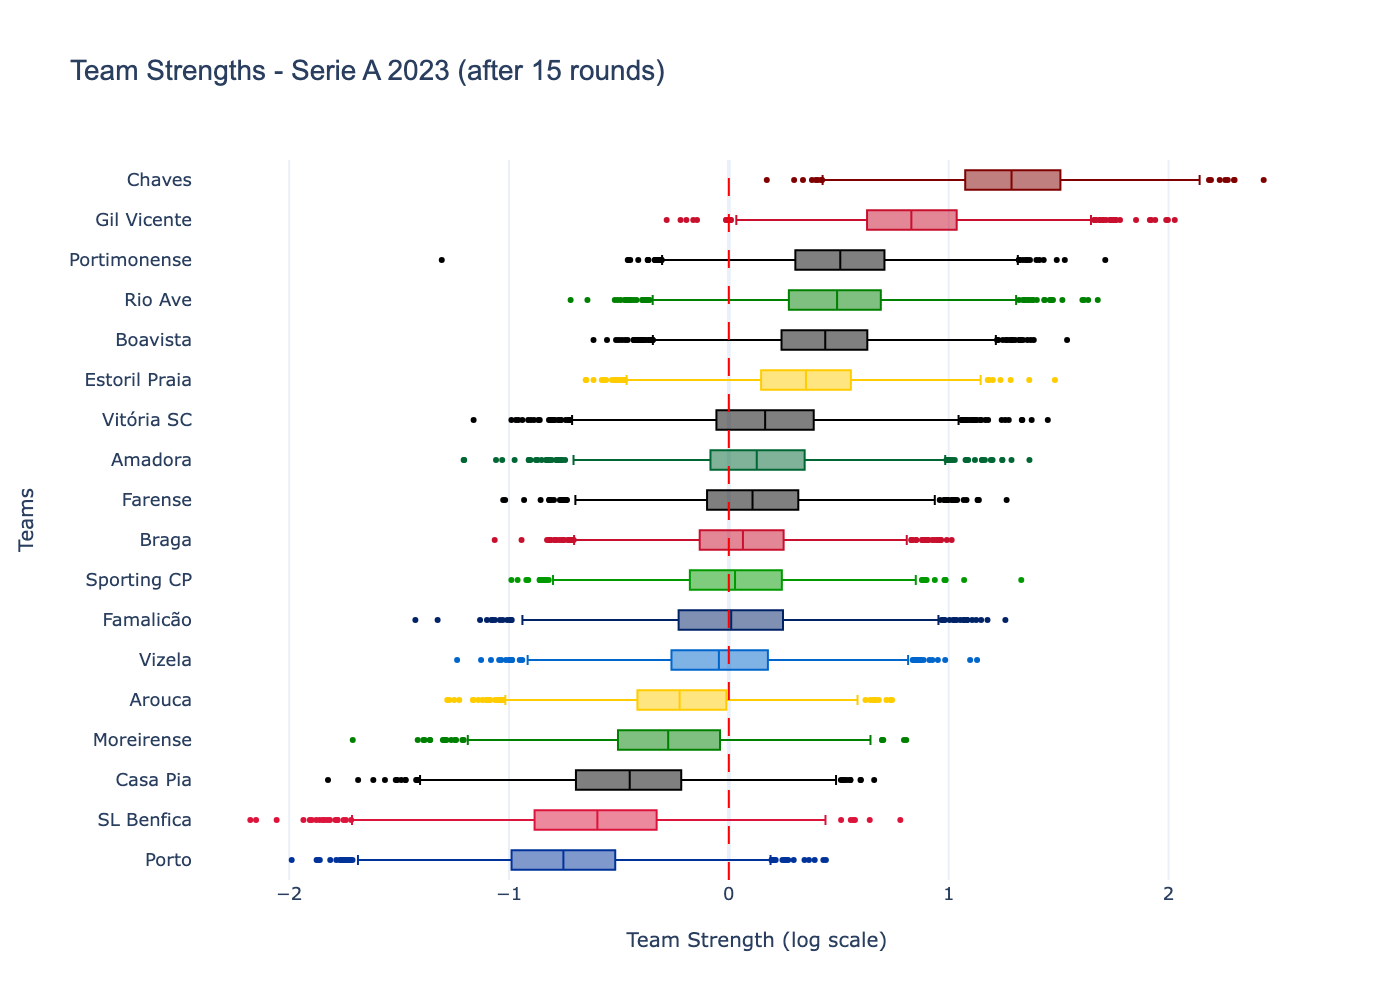 Team Strengths - Serie A 2023 (after 15 rounds)
Teams
Chaves
Gil Vicente
Portimonense
Rio Ave
Boavista
Estoril Praia
Vitória SC
Amadora
Farense
Braga
Sporting CP
Famalicão
Vizela
Arouca
Moreirense
Casa Pia
SL Benfica
Porto
−2 −1 0 1 2
Team Strength (log scale)